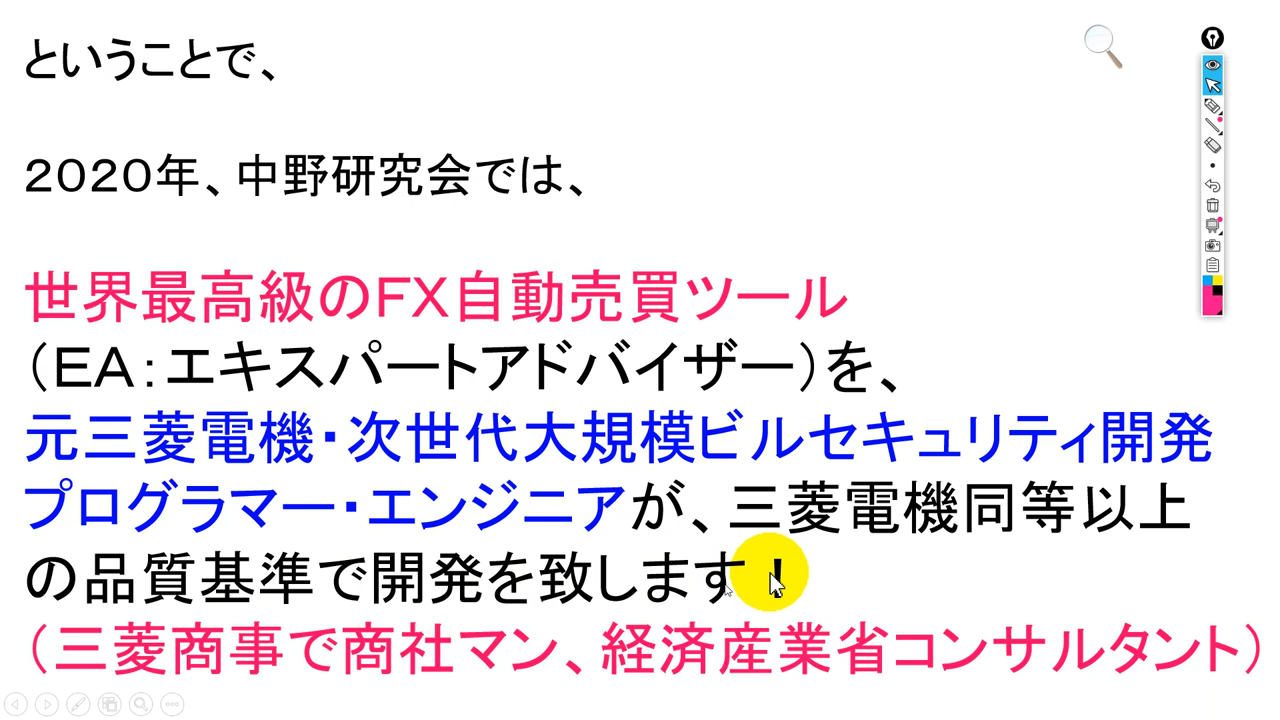 ということで、
２０２０年、中野研究会では、
世界最高級のＦＸ自動売買ツール
（ＥＡ：エキスパートアドバイザー）を、
元三菱電機・次世代大規模ビルセキュリティ開発
プログラマー・エンジニアが、三菱電機同等以上
の品質基準で開発を致します！
（三菱商事で商社マン、経済産業省コンサルタント）